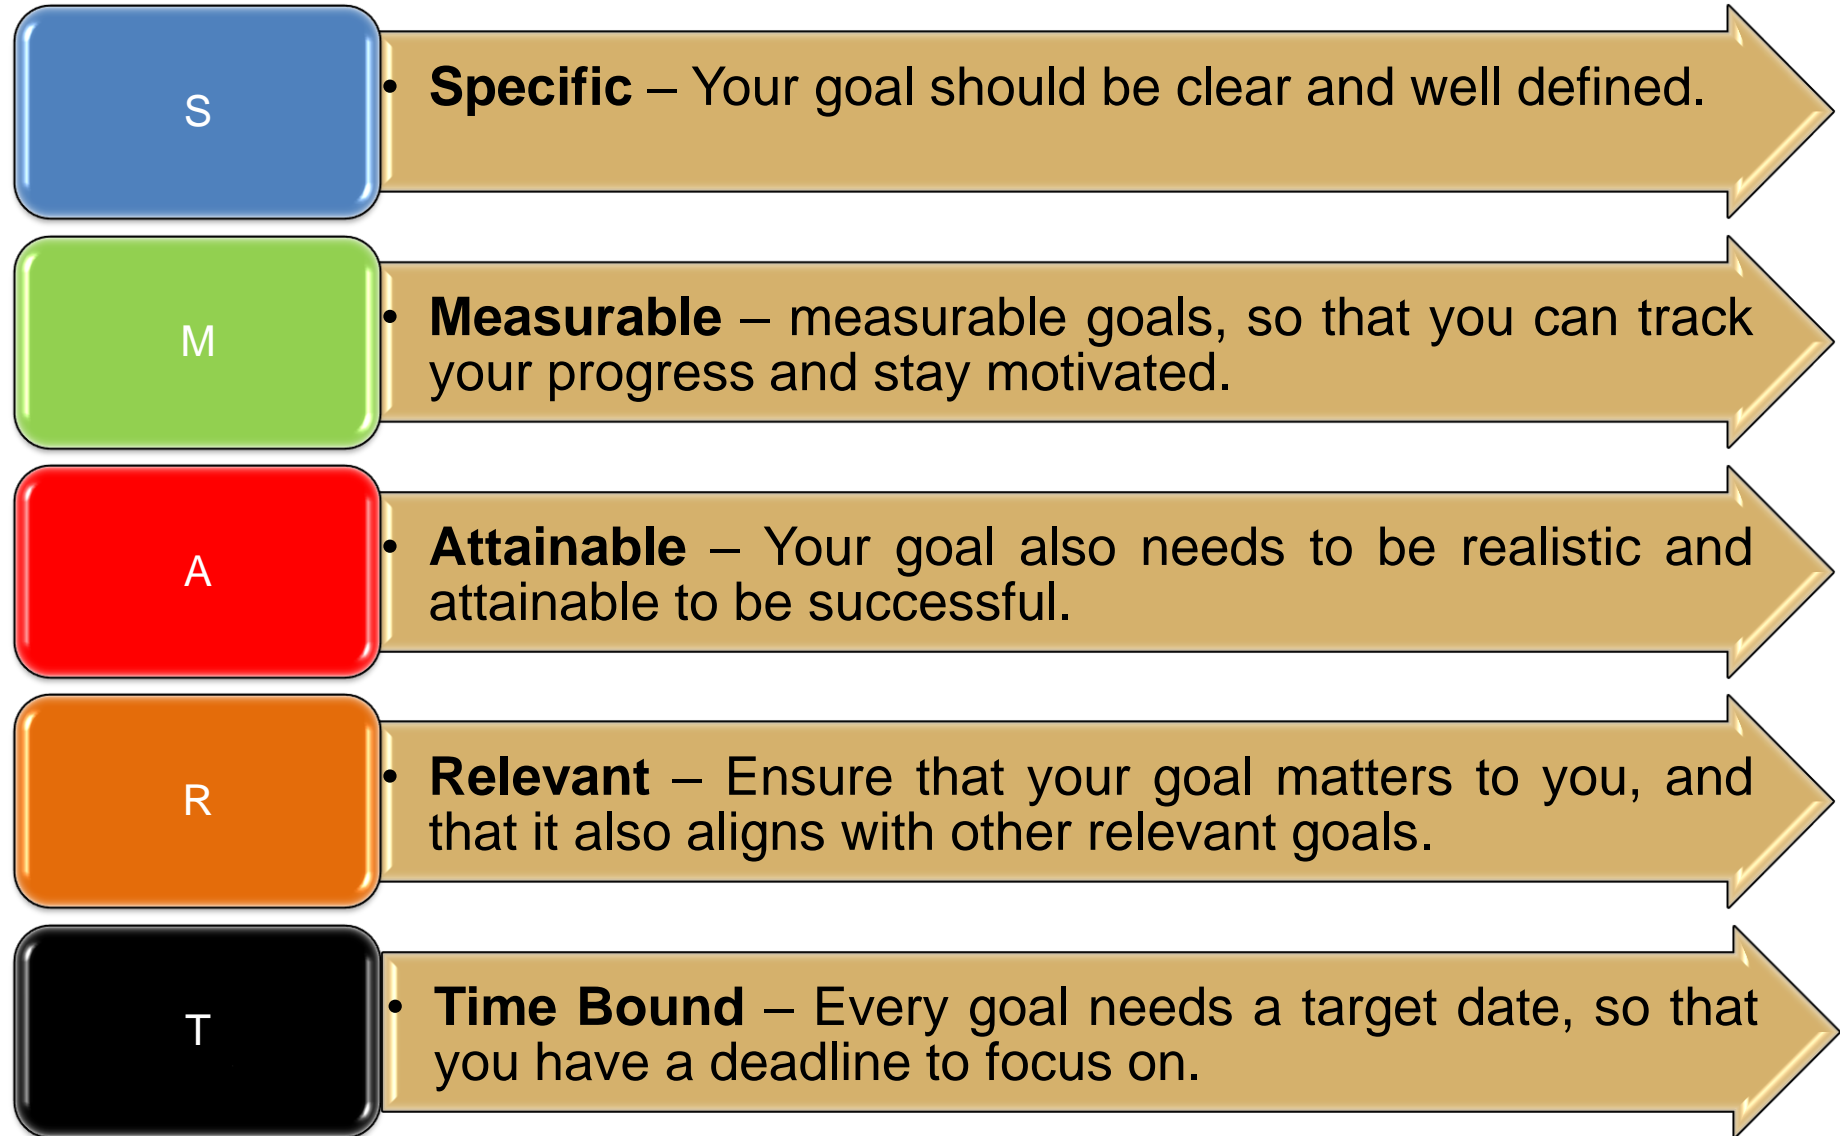 S
• Specific – Your goal should be clear and well defined.
M
• Measurable – measurable goals, so that you can track
your progress and stay motivated.
A
• Attainable – Your goal also needs to be realistic and
attainable to be successful.
R
• Relevant – Ensure that your goal matters to you, and
that it also aligns with other relevant goals.
T
• Time Bound – Every goal needs a target date, so that
you have a deadline to focus on.